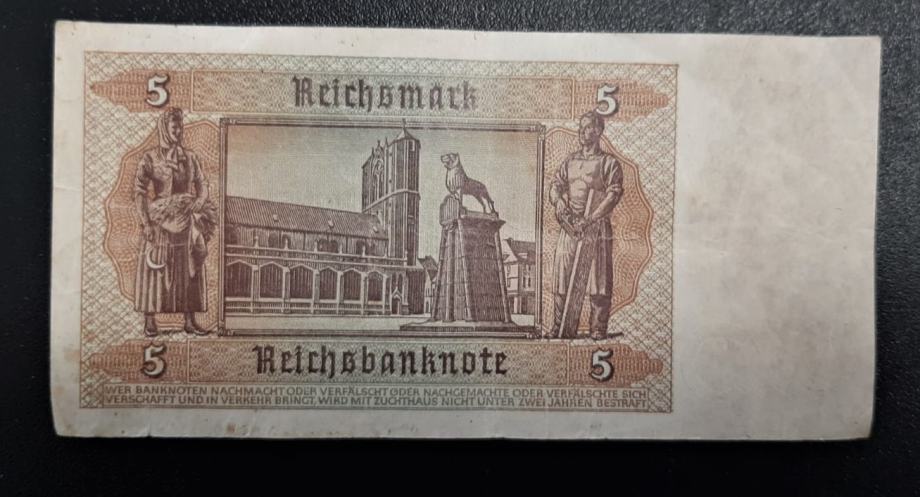 5 Reichsmark 5
5 Reichsbanknote 5
WER BANKNOTEN NACHMACHT ODER VERFÄLSCHT ODER NACHGEMACHTE ODER VERFÄLSCHTE SICH
VERSCHAFFT UND IN VERKEHR BRINGT, WIRD MIT ZUCHTHAUS NICHT UNTER ZWEI JAHREN BESTRAFT